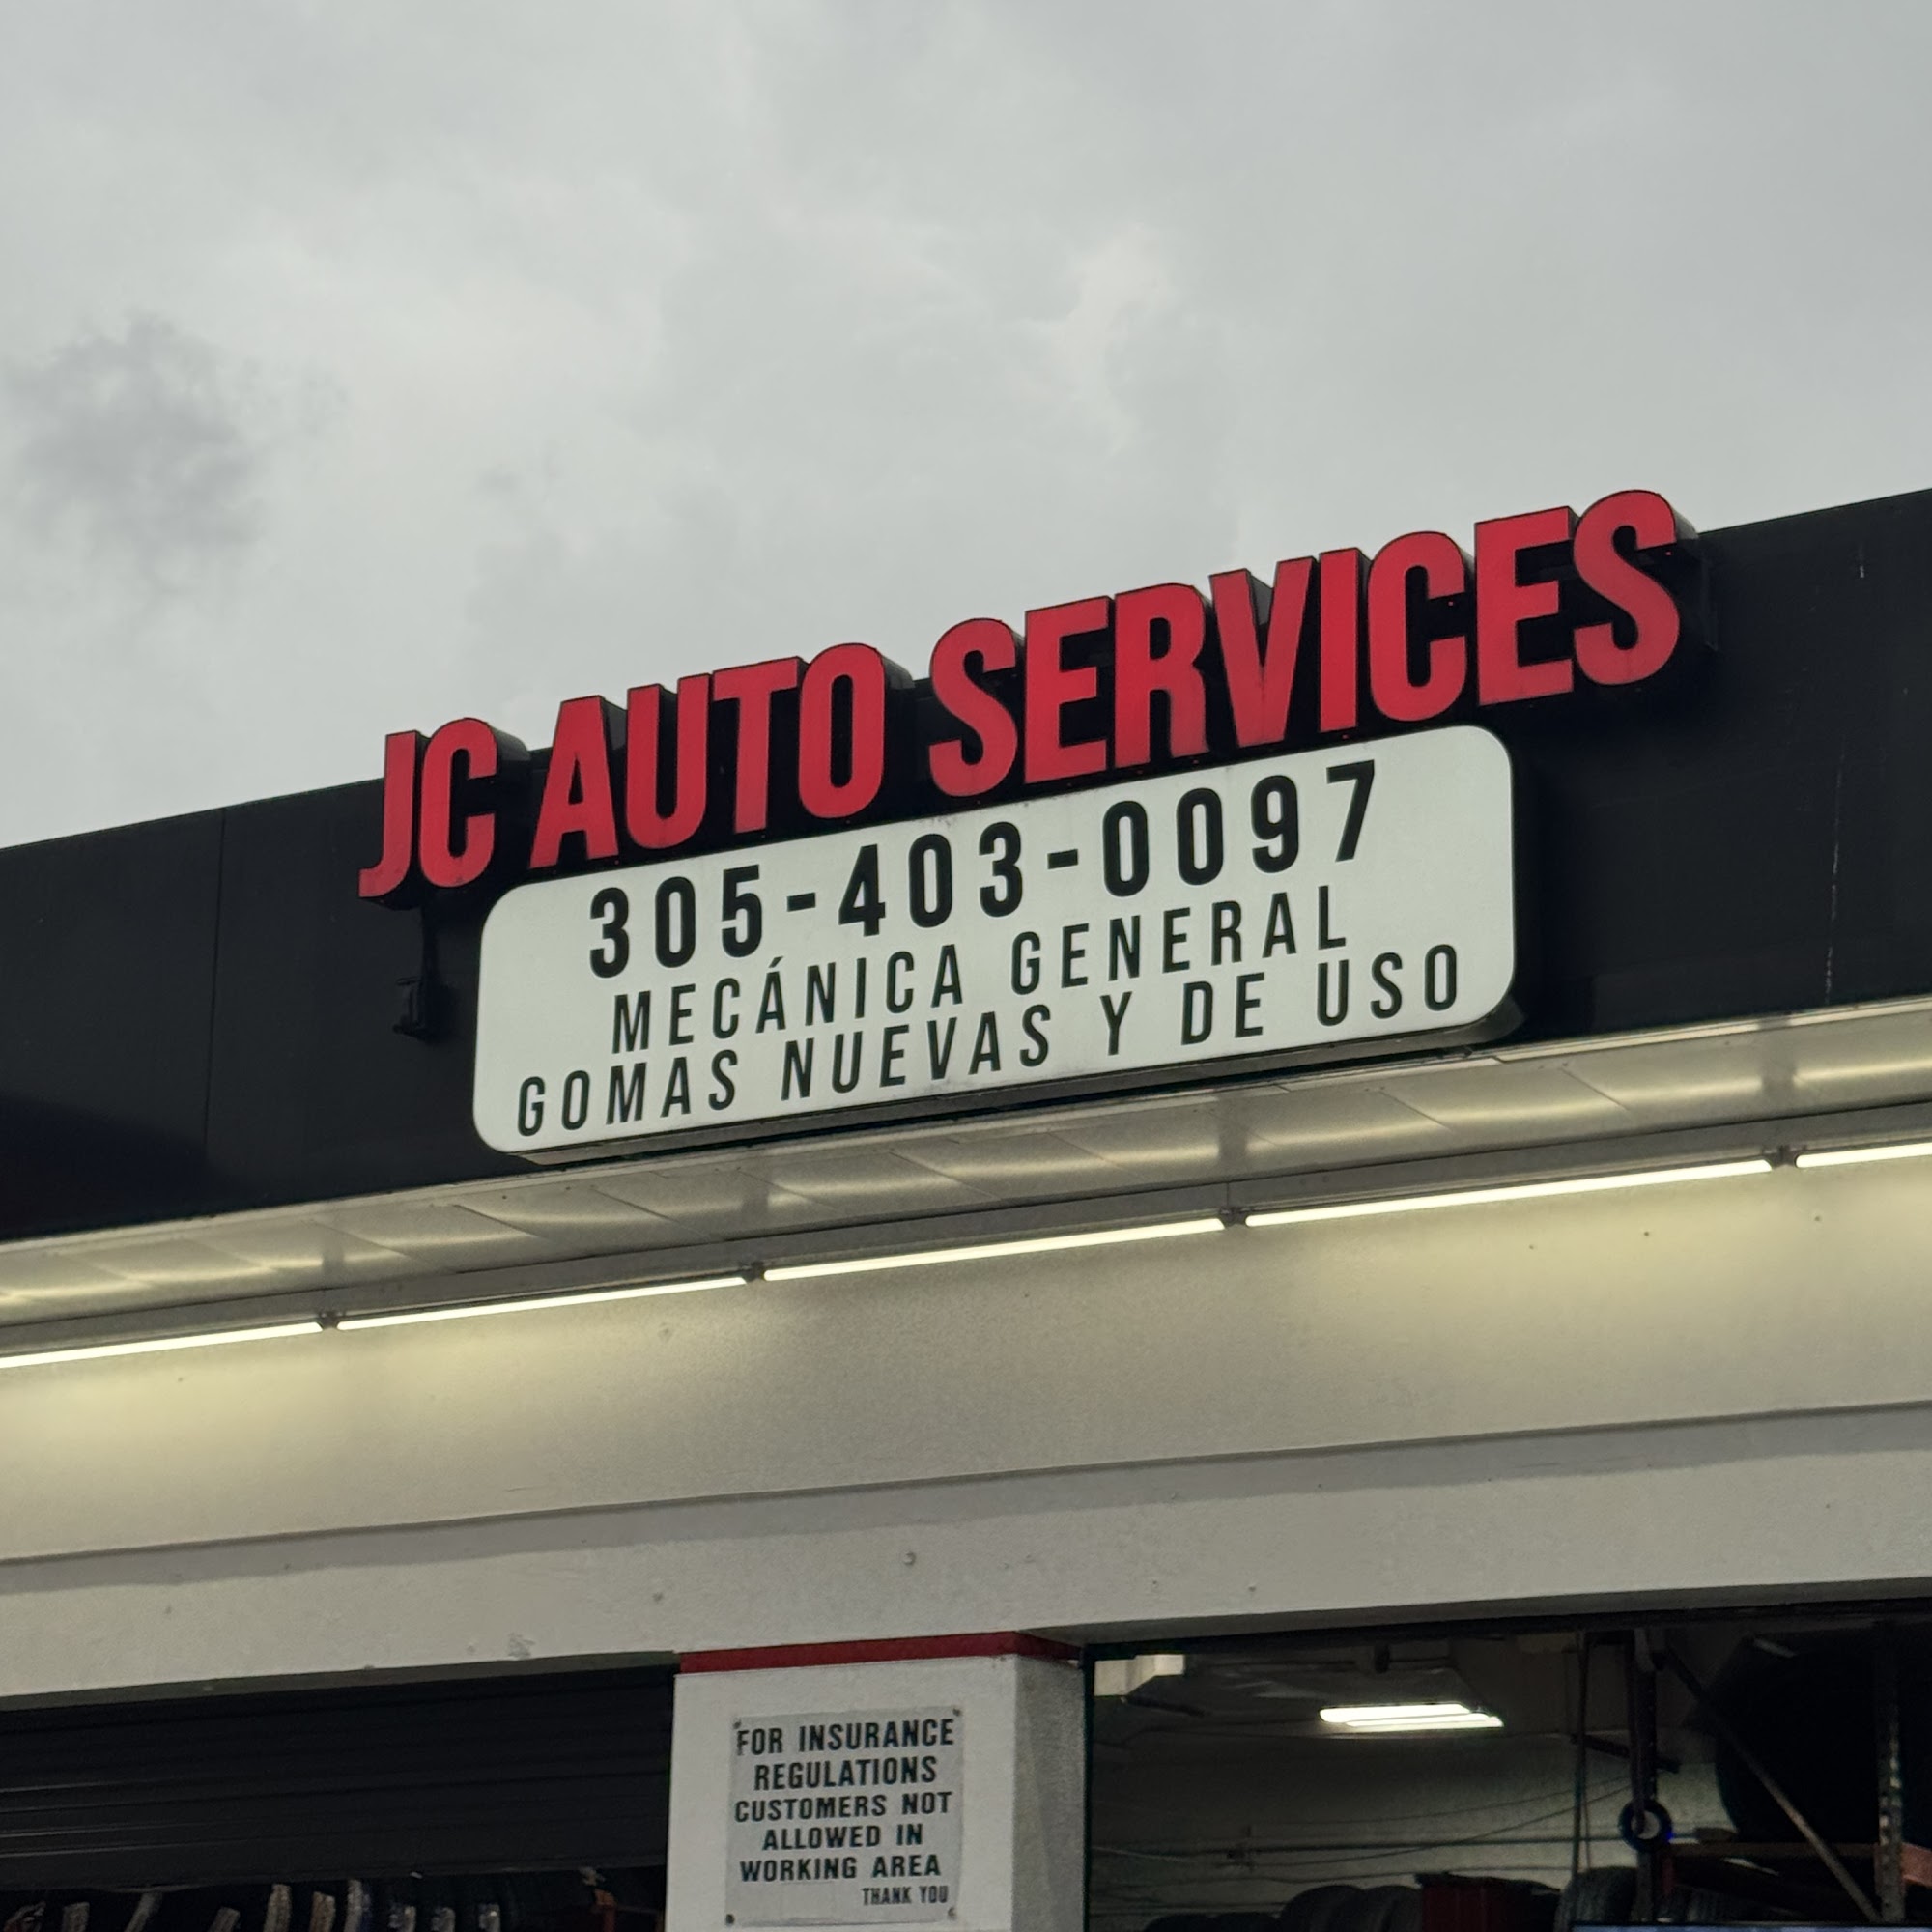 JC AUTO SERVICES
305-403-0097
MECÁNICA GENERAL
GOMAS NUEVAS Y DE USO
FOR INSURANCE
REGULATIONS
CUSTOMERS NOT
ALLOWED IN
WORKING AREA
THANK YOU